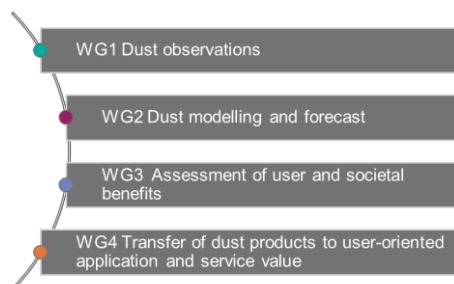 WG1 Dust observations
WG2 Dust modelling and forecast
WG3 Assessment of user and societal
benefits
WG4 Transfer of dust products to user-oriented
application and service value